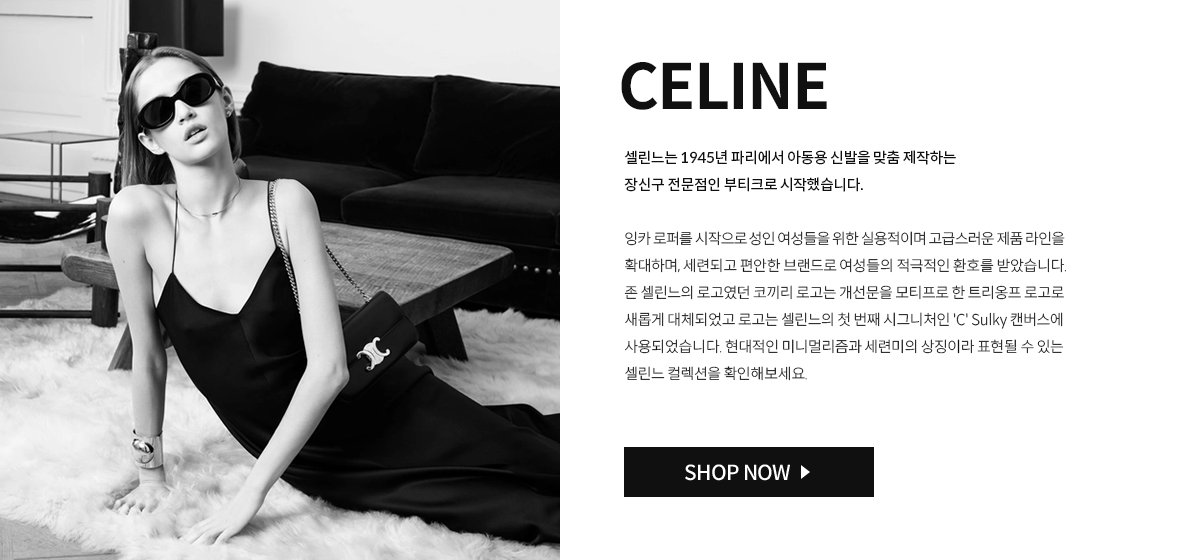 CELINE
셀린느는 1945년 파리에서 아동용 신발을 맞춤 제작하는
장신구 전문점인 부티크로 시작했습니다.
잉카 로퍼를 시작으로 성인 여성들을 위한 실용적이며 고급스러운 제품 라인을
확대하며, 세련되고 편안한 브랜드로 여성들의 적극적인 환호를 받았습니다.
존 셀린느의 로고였던 코끼리 로고는 개선문을 모티프로 한 트리옹프 로고로
새롭게 대체되었고 로고는 셀린느의 첫 번째 시그니처인 'C' Sulky 캔버스에
사용되었습니다. 현대적인 미니멀리즘과 세련미의 상징이라 표현될 수 있는
셀린느 컬렉션을 확인해보세요.
SHOP NOW